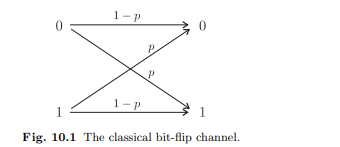 1 − p
0 0
p
p
1 − p
1 1
Fig. 10.1 The classical bit-flip channel.